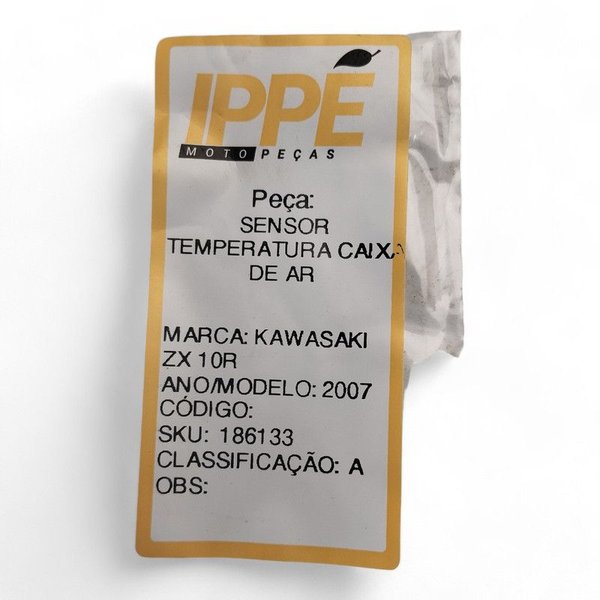 IPPÉ
MOTO PEÇAS
Peça:
SENSOR
TEMPERATURA CAIXA
DE AR
MARCA: KAWASAKI
ZX 10R
ANO/MODELO: 2007
CÓDIGO:
SKU: 186133
CLASSIFICAÇÃO: A
OBS: